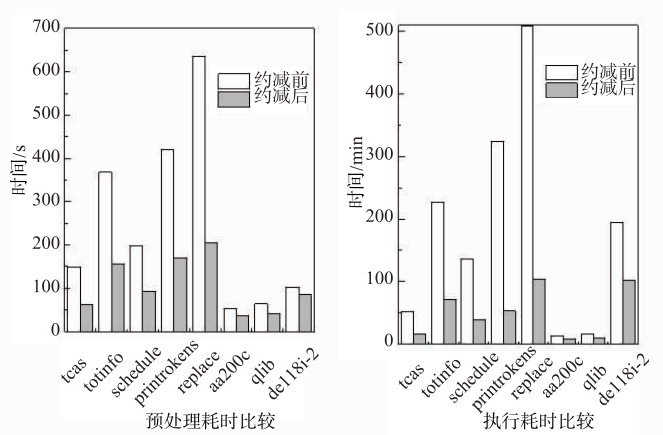 700
600
500
400
300
200
100
0
时间/s
约减前
约减后
tcas
totinfo
schedule
printrokens
replace
aa200c
qlib
de118i-2
预处理耗时比较
500
400
300
200
100
0
时间/min
约减前
约减后
tcas
totinfo
schedule
printrokens
replace
aa200c
qlib
de118i-2
执行耗时比较